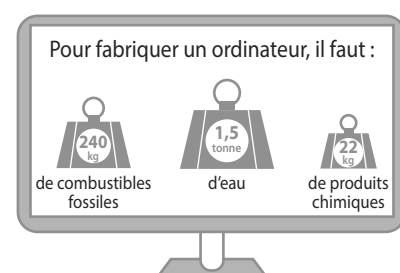 Pour fabriquer un ordinateur, il faut :
240
kg
1,5
tonne
22
kg
de combustibles
fossiles
d'eau
de produits
chimiques